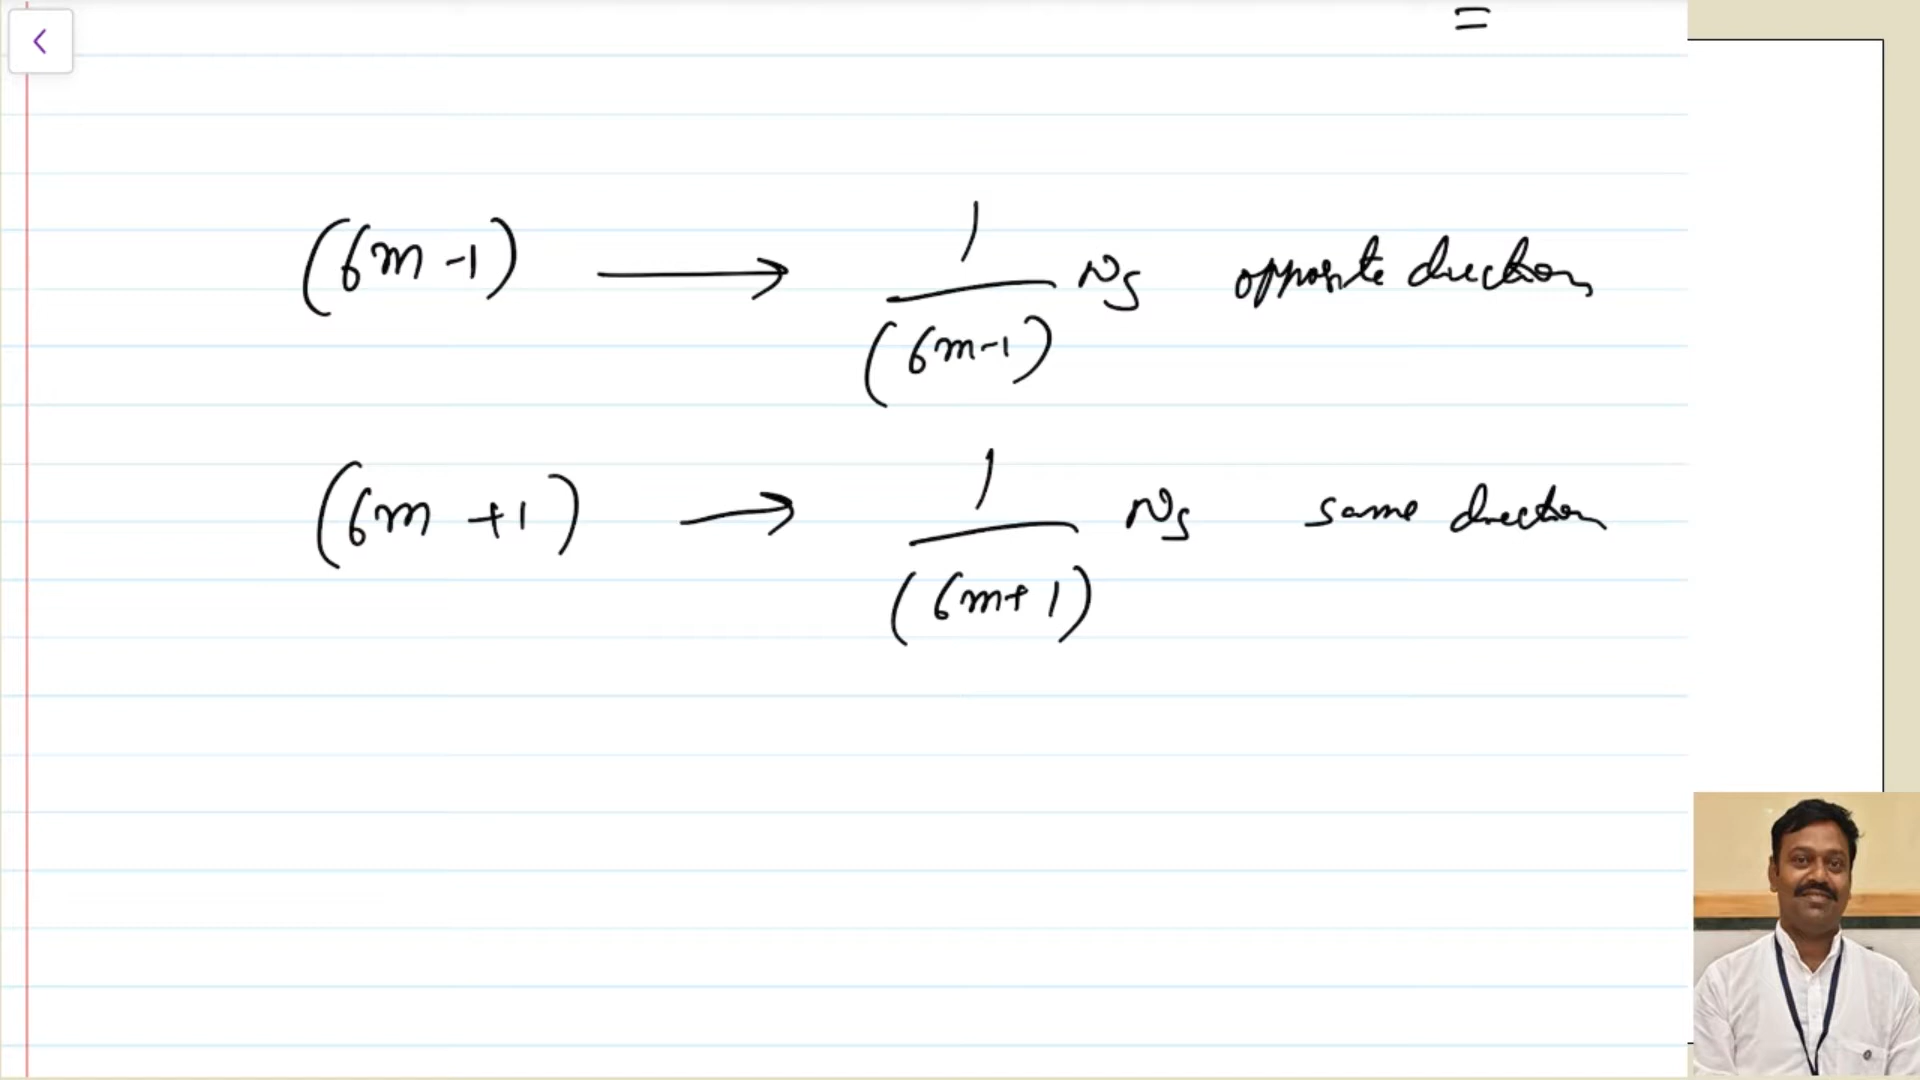 =
(6m-1) → 1/(6m-1) Ns opposite direction
(6m+1) → 1/(6m+1) Ns same direction